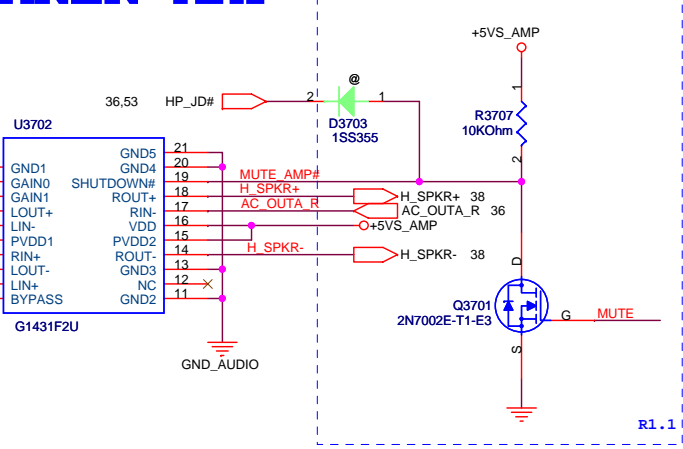 +5VS_AMP
@
36,53 HP_JD# 2 1
1
U3702
D3703
1SS355
R3707
10KOhm
2
GND5 21
GND4 20
GND1 SHUTDOWN# 19 MUTE_AMP#
GAIN0 ROUT+ 18 H_SPKR+ H_SPKR+ 38
GAIN1 RIN- 17 AC_OUTA_R AC_OUTA_R 36
LOUT+ VDD 16 +5VS_AMP
LIN- PVDD2 15
PVDD1 ROUT- 14 H_SPKR- H_SPKR- 38
RIN+ GND3 13
LOUT- NC 12
LIN+ GND2 11
BYPASS
G1431F2U
GND_AUDIO
D
Q3701
2N7002E-T1-E3
G MUTE
S
R1.1